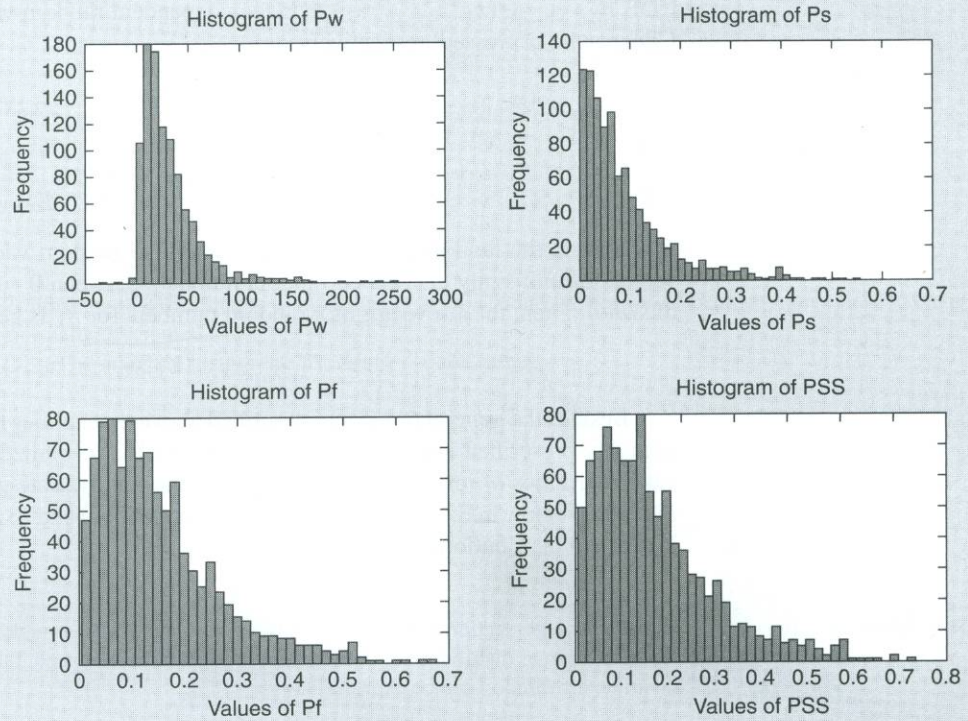 Histogram of Pw
Frequency
180
160
140
120
100
80
60
40
20
0
−50 0 50 100 150 200 250 300
Values of Pw
Histogram of Ps
Frequency
140
120
100
80
60
40
20
0
0 0.1 0.2 0.3 0.4 0.5 0.6 0.7
Values of Ps
Histogram of Pf
Frequency
80
70
60
50
40
30
20
10
0
0 0.1 0.2 0.3 0.4 0.5 0.6 0.7
Values of Pf
Histogram of PSS
Frequency
80
70
60
50
40
30
20
10
0
0 0.1 0.2 0.3 0.4 0.5 0.6 0.7 0.8
Values of PSS